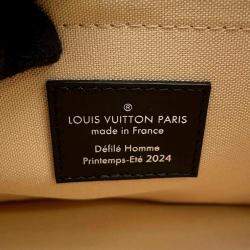 ®
LOUIS VUITTON PARIS
made in France
Défilé Homme
Printemps-Eté 2024